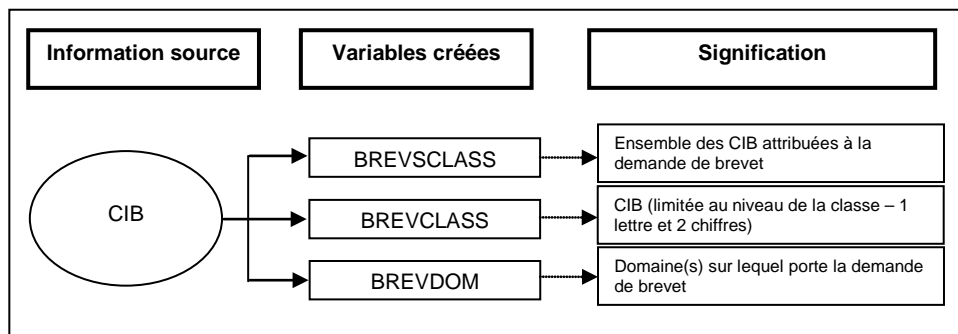 Information source
Variables créées
Signification
CIB
BREVSCLASS
Ensemble des CIB attribuées à la
demande de brevet
BREVCLASS
CIB (limitée au niveau de la classe – 1
lettre et 2 chiffres)
BREVDOM
Domaine(s) sur lequel porte la demande
de brevet